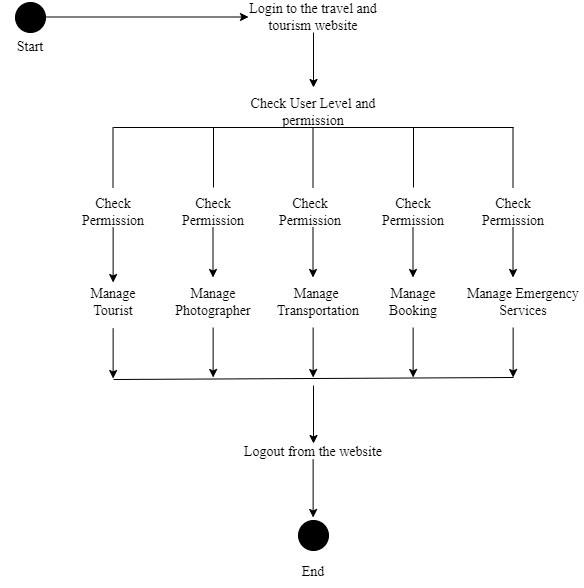 Login to the travel and
tourism website
Start
Check User Level and
permission
Check
Permission
Check
Permission
Check
Permission
Check
Permission
Check
Permission
Manage
Tourist
Manage
Photographer
Manage
Transportation
Manage
Booking
Manage Emergency
Services
Logout from the website
End